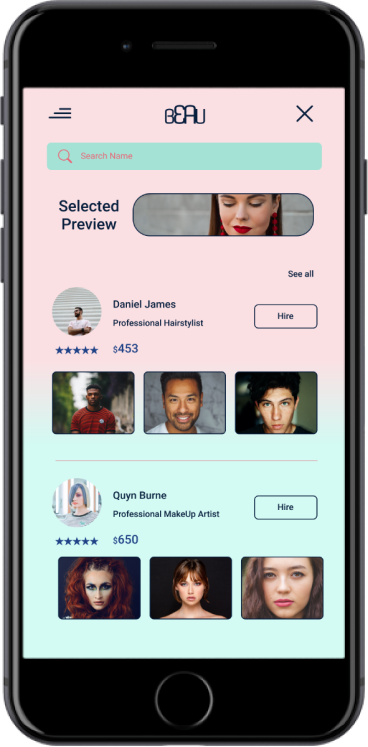 BEAU
Search Name
Selected
Preview
See all
Daniel James
Professional Hairstylist
Hire
★★★★★ $453
Quyn Burne
Professional MakeUp Artist
Hire
★★★★★ $650